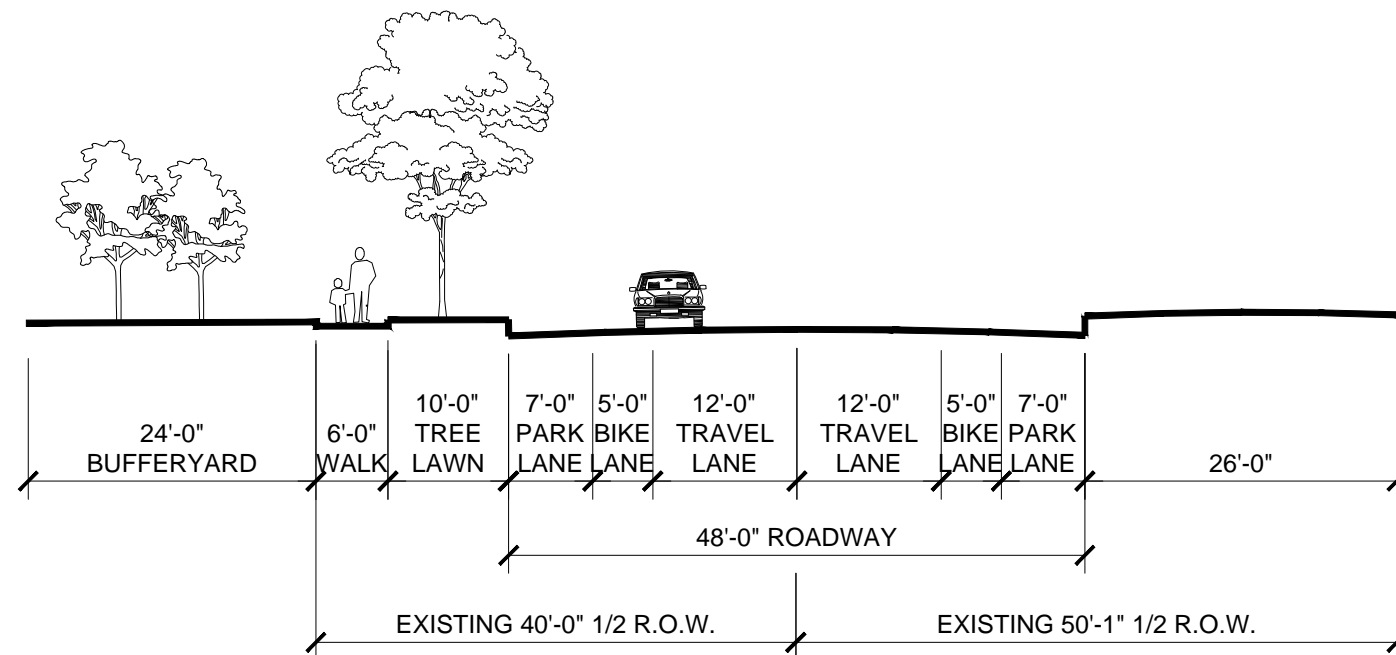 24'-0"
BUFFERYARD
6'-0"
WALK
10'-0"
TREE
LAWN
7'-0"
PARK
LANE
5'-0"
BIKE
LANE
12'-0"
TRAVEL
LANE
12'-0"
TRAVEL
LANE
5'-0"
BIKE
LANE
7'-0"
PARK
LANE
26'-0"
48'-0" ROADWAY
EXISTING 40'-0" 1/2 R.O.W.
EXISTING 50'-1" 1/2 R.O.W.